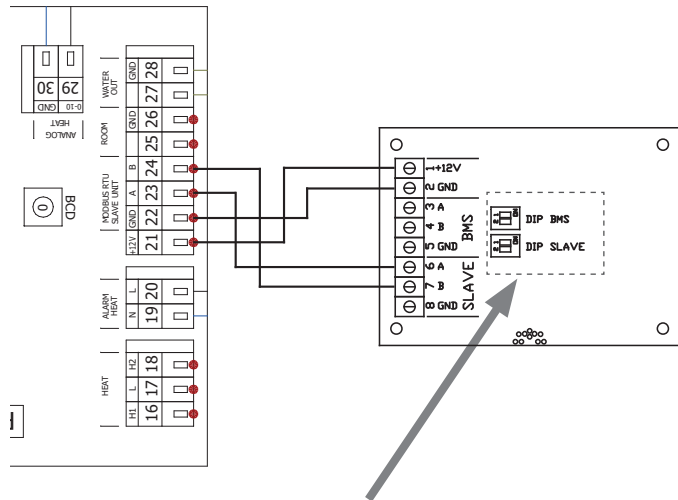 30 29
GND 0-10
ANALOG
HEAT
BCD
0
GND 28
27
WATER
OUT
GND 26
25
ROOM
B 24
A 23
GND 22
+12V 21
MODBUS RTU
SLAVE UNIT
L 20
N 19
ALARM
HEAT
H2 18
L 17
H1 16
HEAT
1 +12V
2 GND
3 A
4 B
5 GND
BMS
6 A
7 B
8 GND
SLAVE
DIP BMS
DIP SLAVE